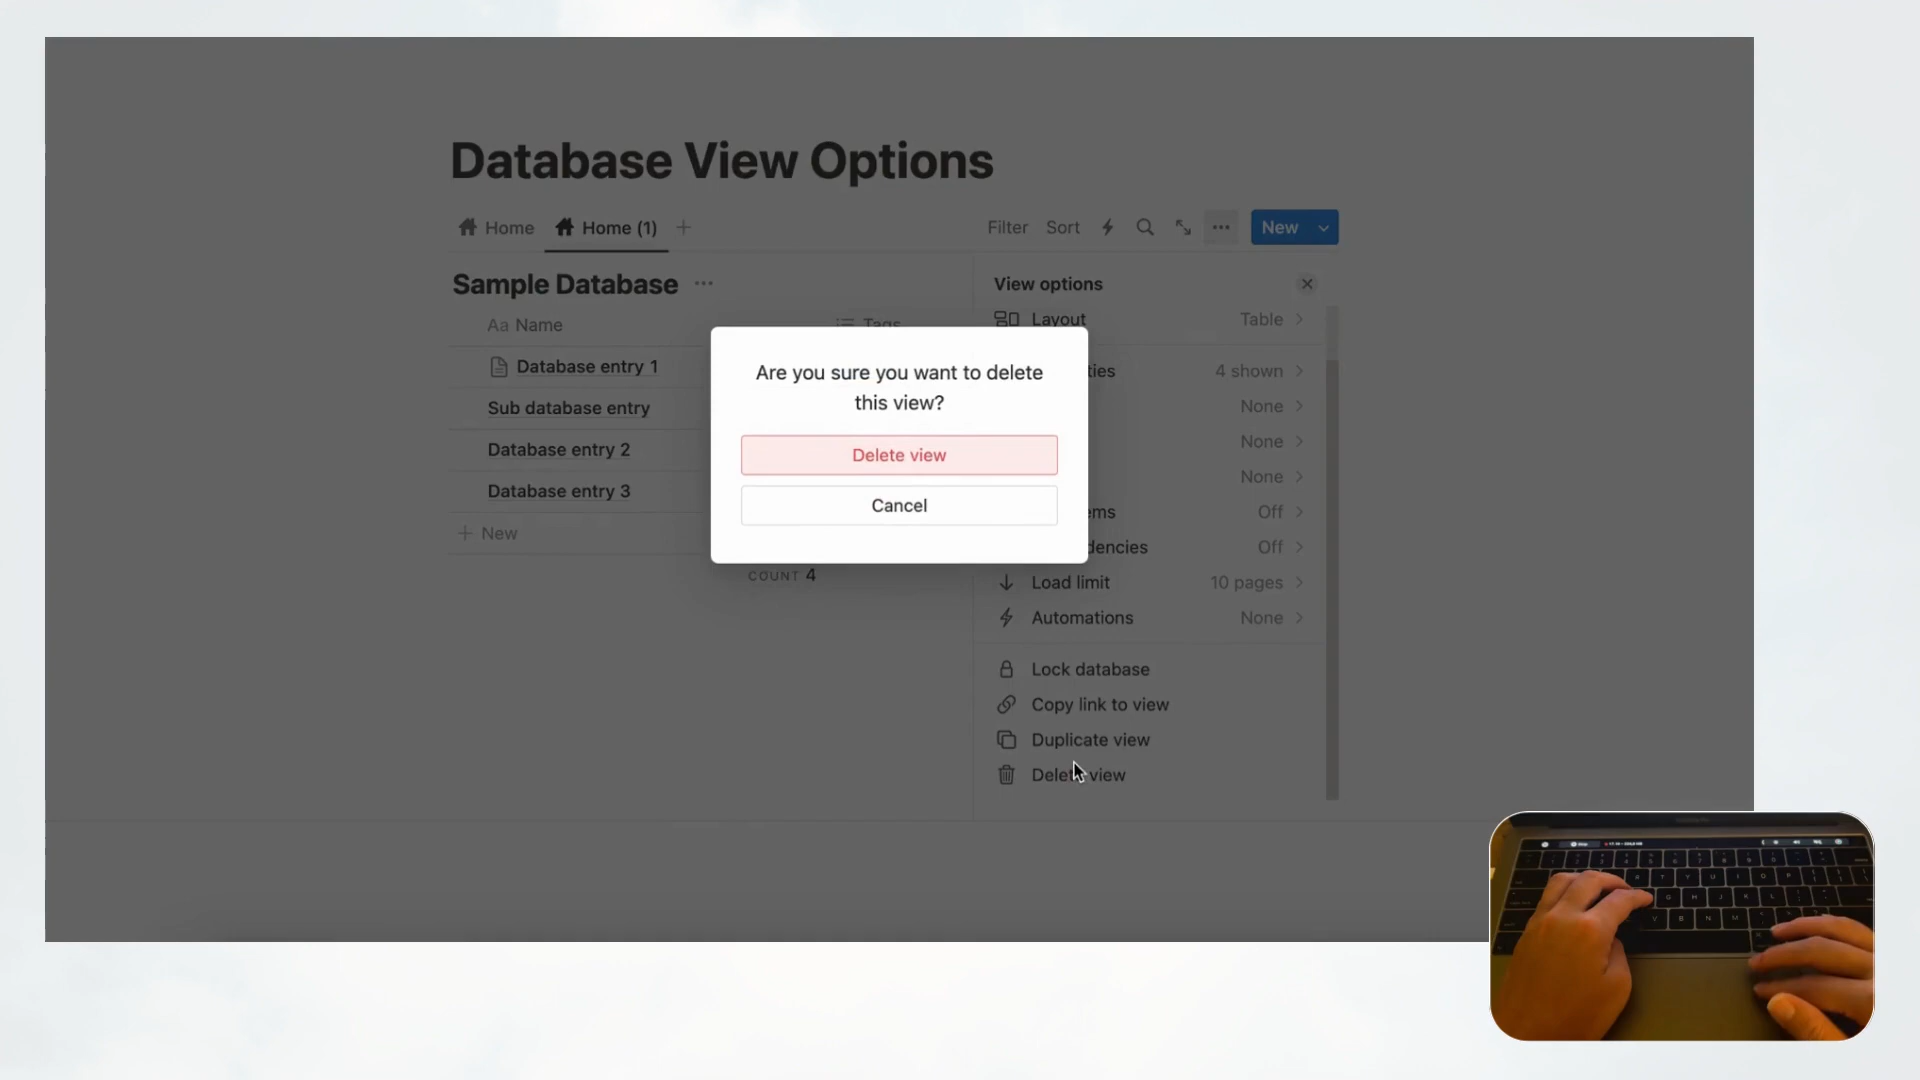 Database View Options
Home
Home (1)
Filter
Sort
New
Sample Database
View options
Aa Name
Tags
Layout
Table
Database entry 1
ties
4 shown
Sub database entry
None
Database entry 2
None
Database entry 3
None
New
ems
Off
dencies
Off
COUNT 4
Load limit
10 pages
Automations
None
Lock database
Copy link to view
Duplicate view
Delete view
Are you sure you want to delete
this view?
Delete view
Cancel